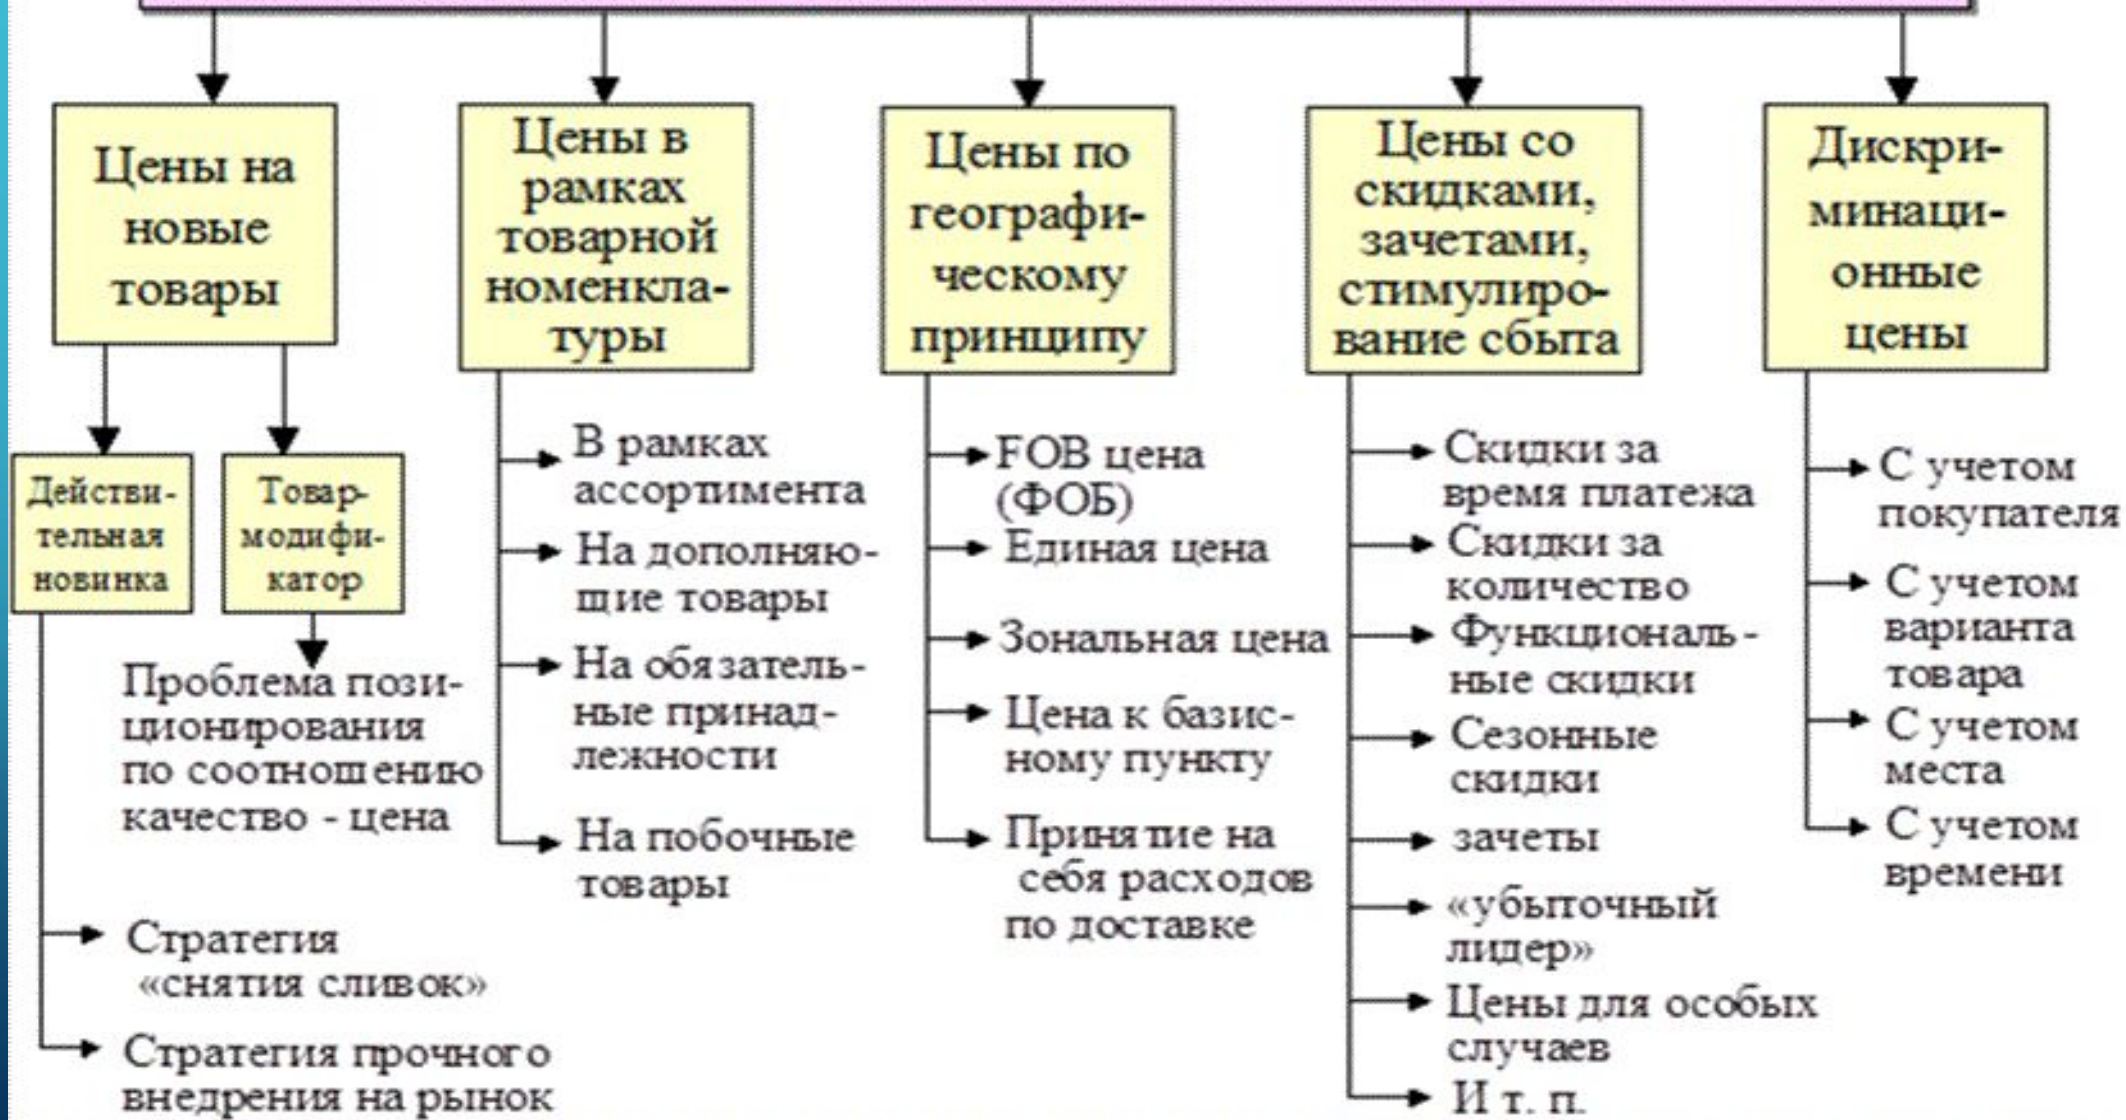 Цены на
новые
товары
Действи-
тельная
новинка
Товар-
модифи-
катор
Проблема пози-
ционирования
по соотношению
качество - цена
Стратегия
«снятия сливок»
Стратегия прочного
внедрения на рынок
Цены в
рамках
товарной
номенкла-
туры
В рамках
ассортимента
На дополняю-
щие товары
На обязатель-
ные принад-
лежности
На побочные
товары
Цены по
географи-
ческому
принципу
FOB цена
(ФОБ)
Единая цена
Зональная цена
Цена к базис-
ному пункту
Принятие на
себя расходов
по доставке
Цены со
скидками,
зачетами,
стимулиро-
вание сбыта
Скидки за
время платежа
Скидки за
количество
Функциональ-
ные скидки
Сезонные
скидки
зачеты
«убыточный
лидер»
Цены для особых
случаев
И т. п.
Дискри-
минаци-
онные
цены
С учетом
покупателя
С учетом
варианта
товара
С учетом
места
С учетом
времени